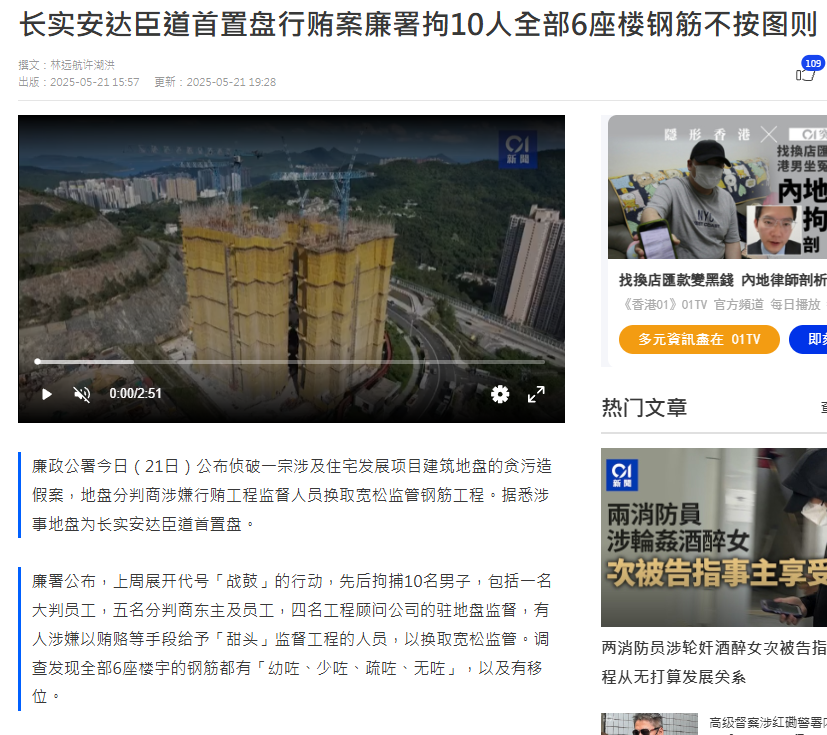 长实安达臣道首置盘行贿案廉署拘10人全部6座楼钢筋不按图则
撰文：林远航许湖洪
出版：2025-05-21 15:57 更新：2025-05-21 19:28
109
01
新聞
0:00/2:51
廉政公署今日（21日）公布侦破一宗涉及住宅发展项目建筑地盘的贪污造
假案，地盘分判商涉嫌行贿工程监督人员换取宽松监管钢筋工程。据悉涉
事地盘为长实安达臣道首置盘。
廉署公布，上周展开代号「战鼓」的行动，先后拘捕10名男子，包括一名
大判员工，五名分判商东主及员工，四名工程顾问公司的驻地盘监督，有
人涉嫌以贿赂等手段给予「甜头」监督工程的人员，以换取宽松监管。调
查发现全部6座楼宇的钢筋都有「幼咗、少咗、疏咗、无咗」，以及有移
位。
隱形香港
01
找換店匯
港男坐冤
內地
拘
剖
找換店匯款變黑錢 內地律師剖析
《香港01》01TV 官方頻道 每日播放
多元資訊盡在 01TV
即
热门文章
01
新聞
兩消防員
涉輪姦酒醉女
次被告指事主享受
两消防员涉轮奸酒醉女次被告指
程从无打算发展关系
高级督察涉红磡警署内